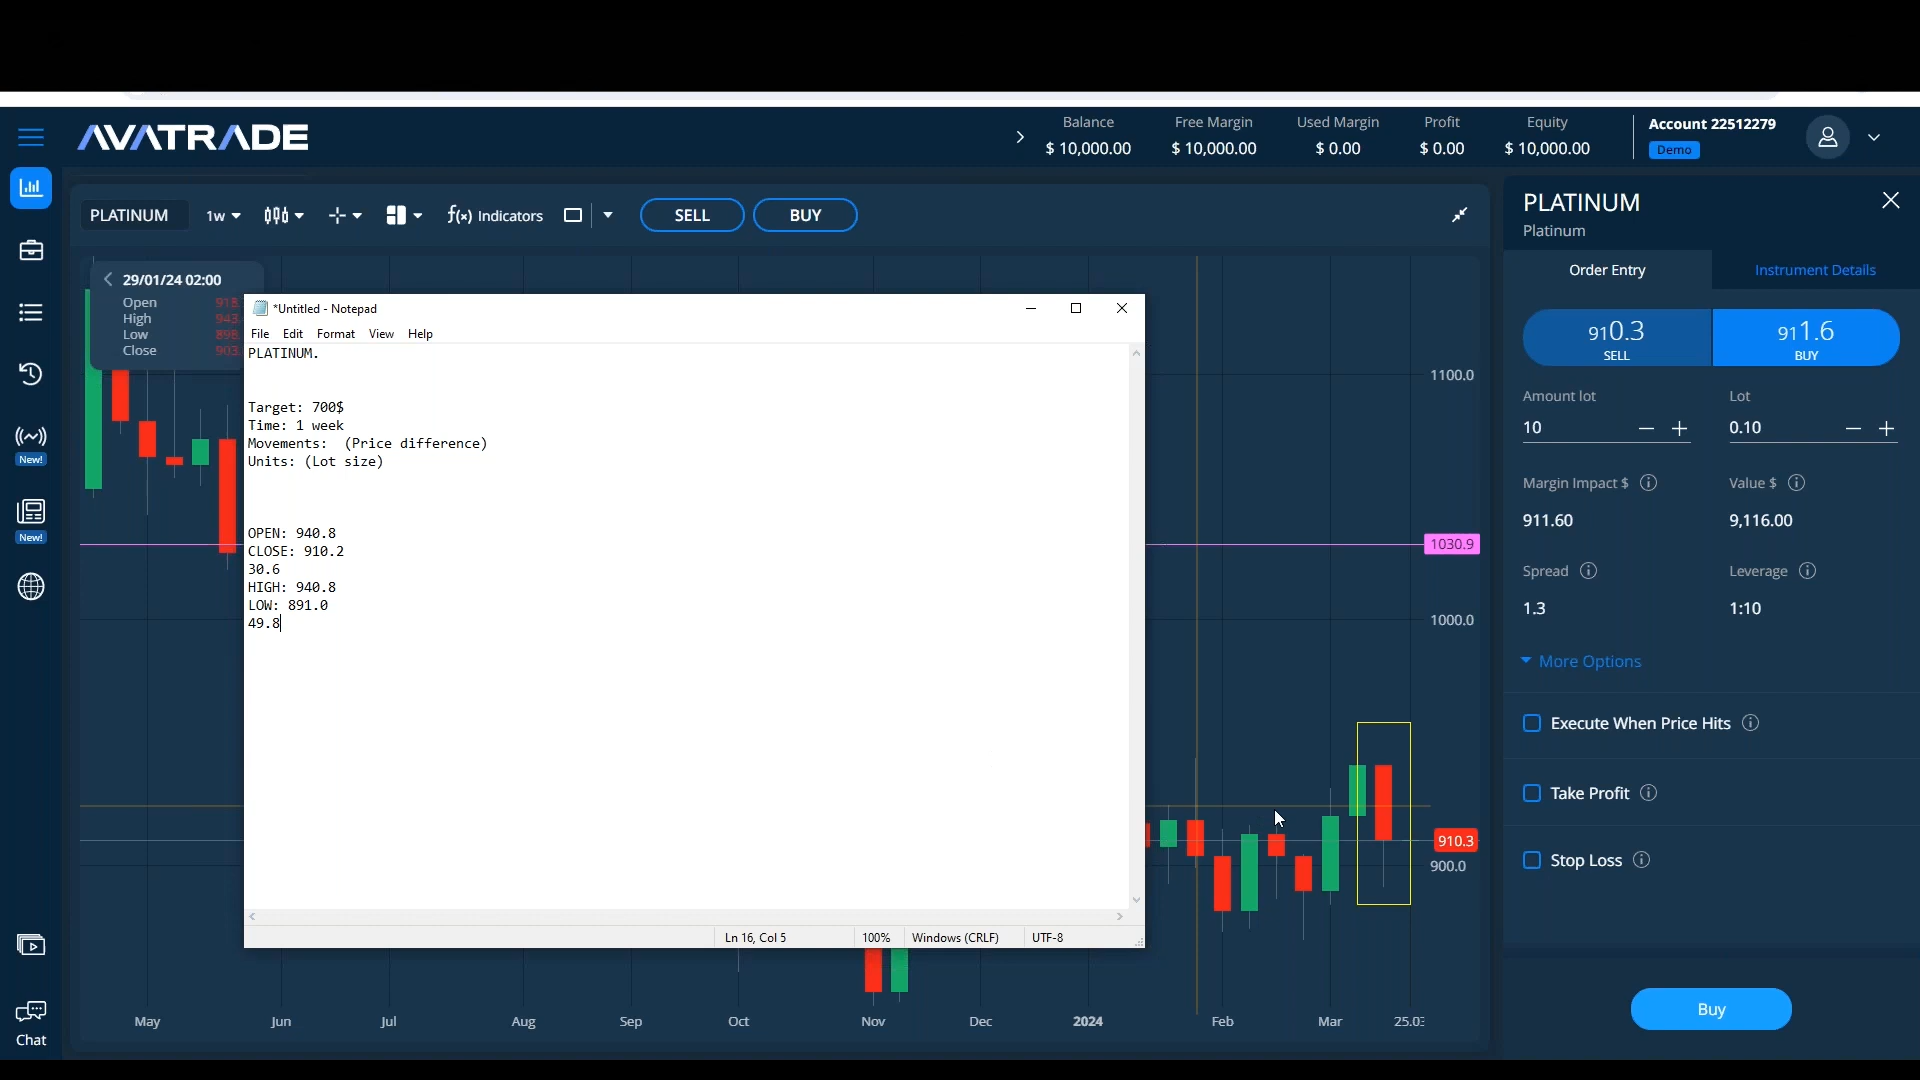 AVATRADE
Balance
$ 10,000.00
Free Margin
$ 10,000.00
Used Margin
$ 0.00
Profit
$ 0.00
Equity
$ 10,000.00
Account 22512279
Demo
PLATINUM
1w
f(x) Indicators
SELL
BUY
29/01/24 02:00
Open
High
Low
Close
*Untitled - Notepad
File Edit Format View Help
PLATINUM.
Target: 700$
Time: 1 week
Movements: (Price difference)
Units: (Lot size)
OPEN: 940.8
CLOSE: 910.2
30.6
HIGH: 940.8
LOW: 891.0
49.8
Ln 16, Col 5
100%
Windows (CRLF)
UTF-8
1100.0
1030.9
1000.0
910.3
900.0
May
Jun
Jul
Aug
Sep
Oct
Nov
Dec
2024
Feb
Mar
New!
New!
Chat
PLATINUM
Platinum
Order Entry
Instrument Details
910.3
SELL
911.6
BUY
Amount lot
10
Lot
0.10
Margin Impact $
911.60
Value $
9,116.00
Spread
1.3
Leverage
1:10
More Options
Execute When Price Hits
Take Profit
Stop Loss
Buy